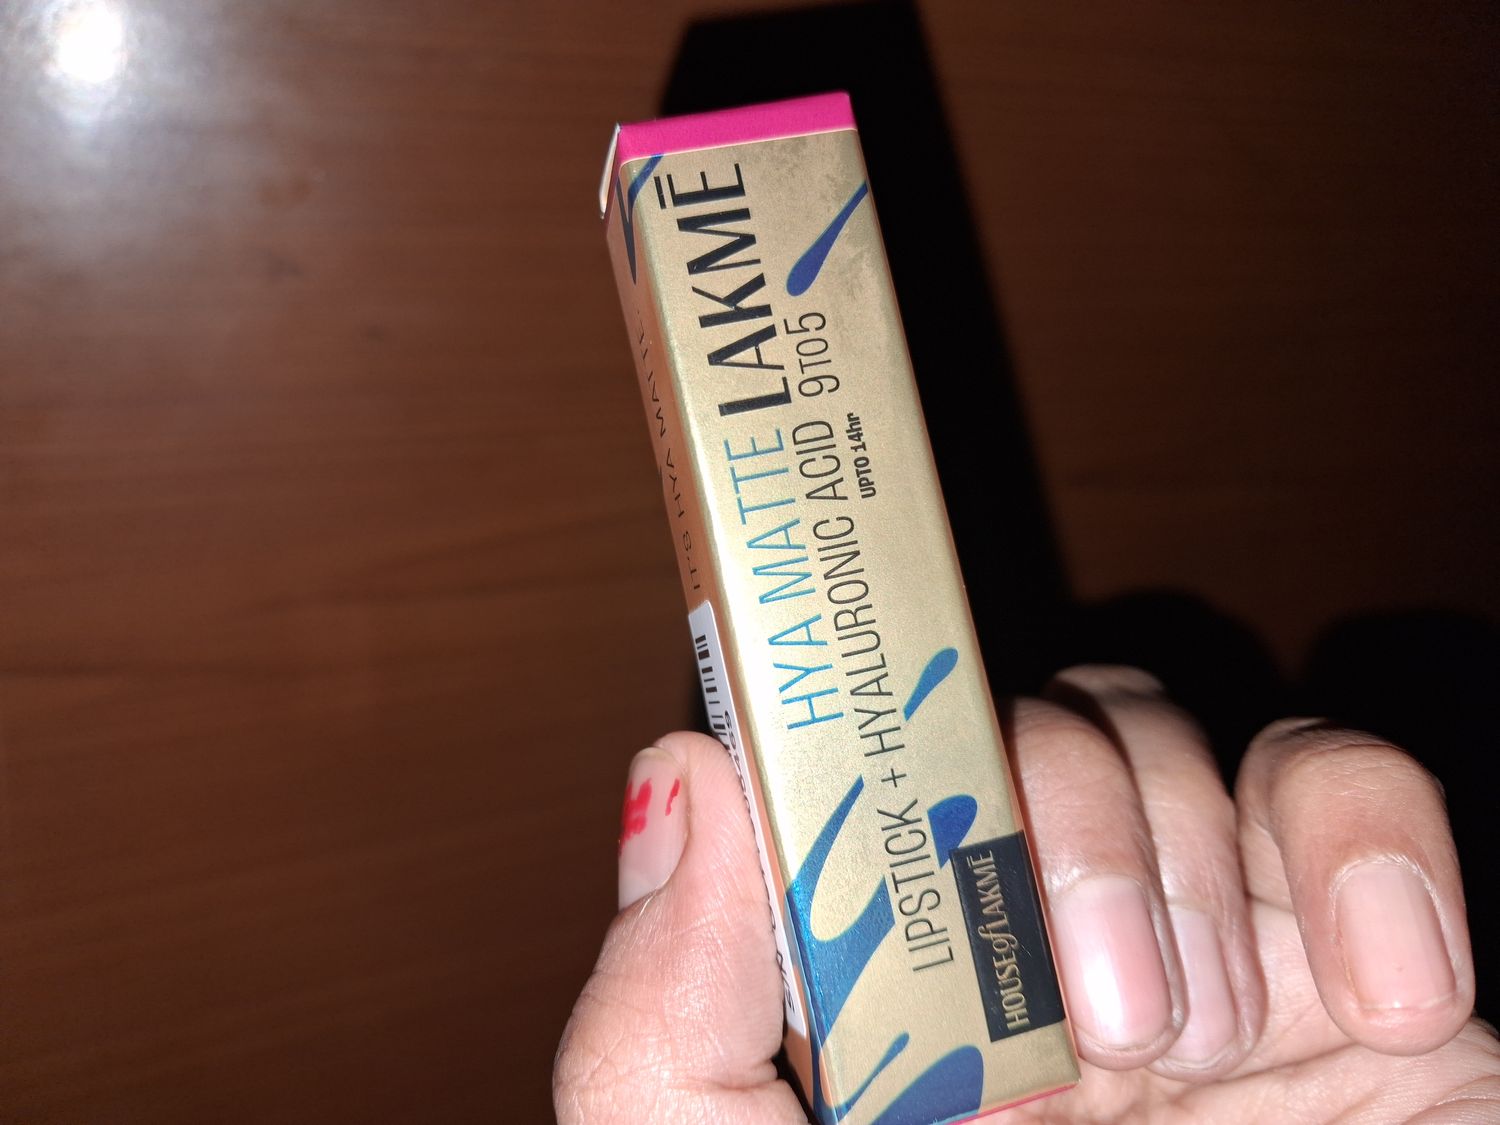 LAKMĒ
9TO5
HYA MATTE
LIPSTICK + HYALURONIC ACID
UPTO 14hr
HOUSE of LAKMĒ
IT'S HYA MATTE.